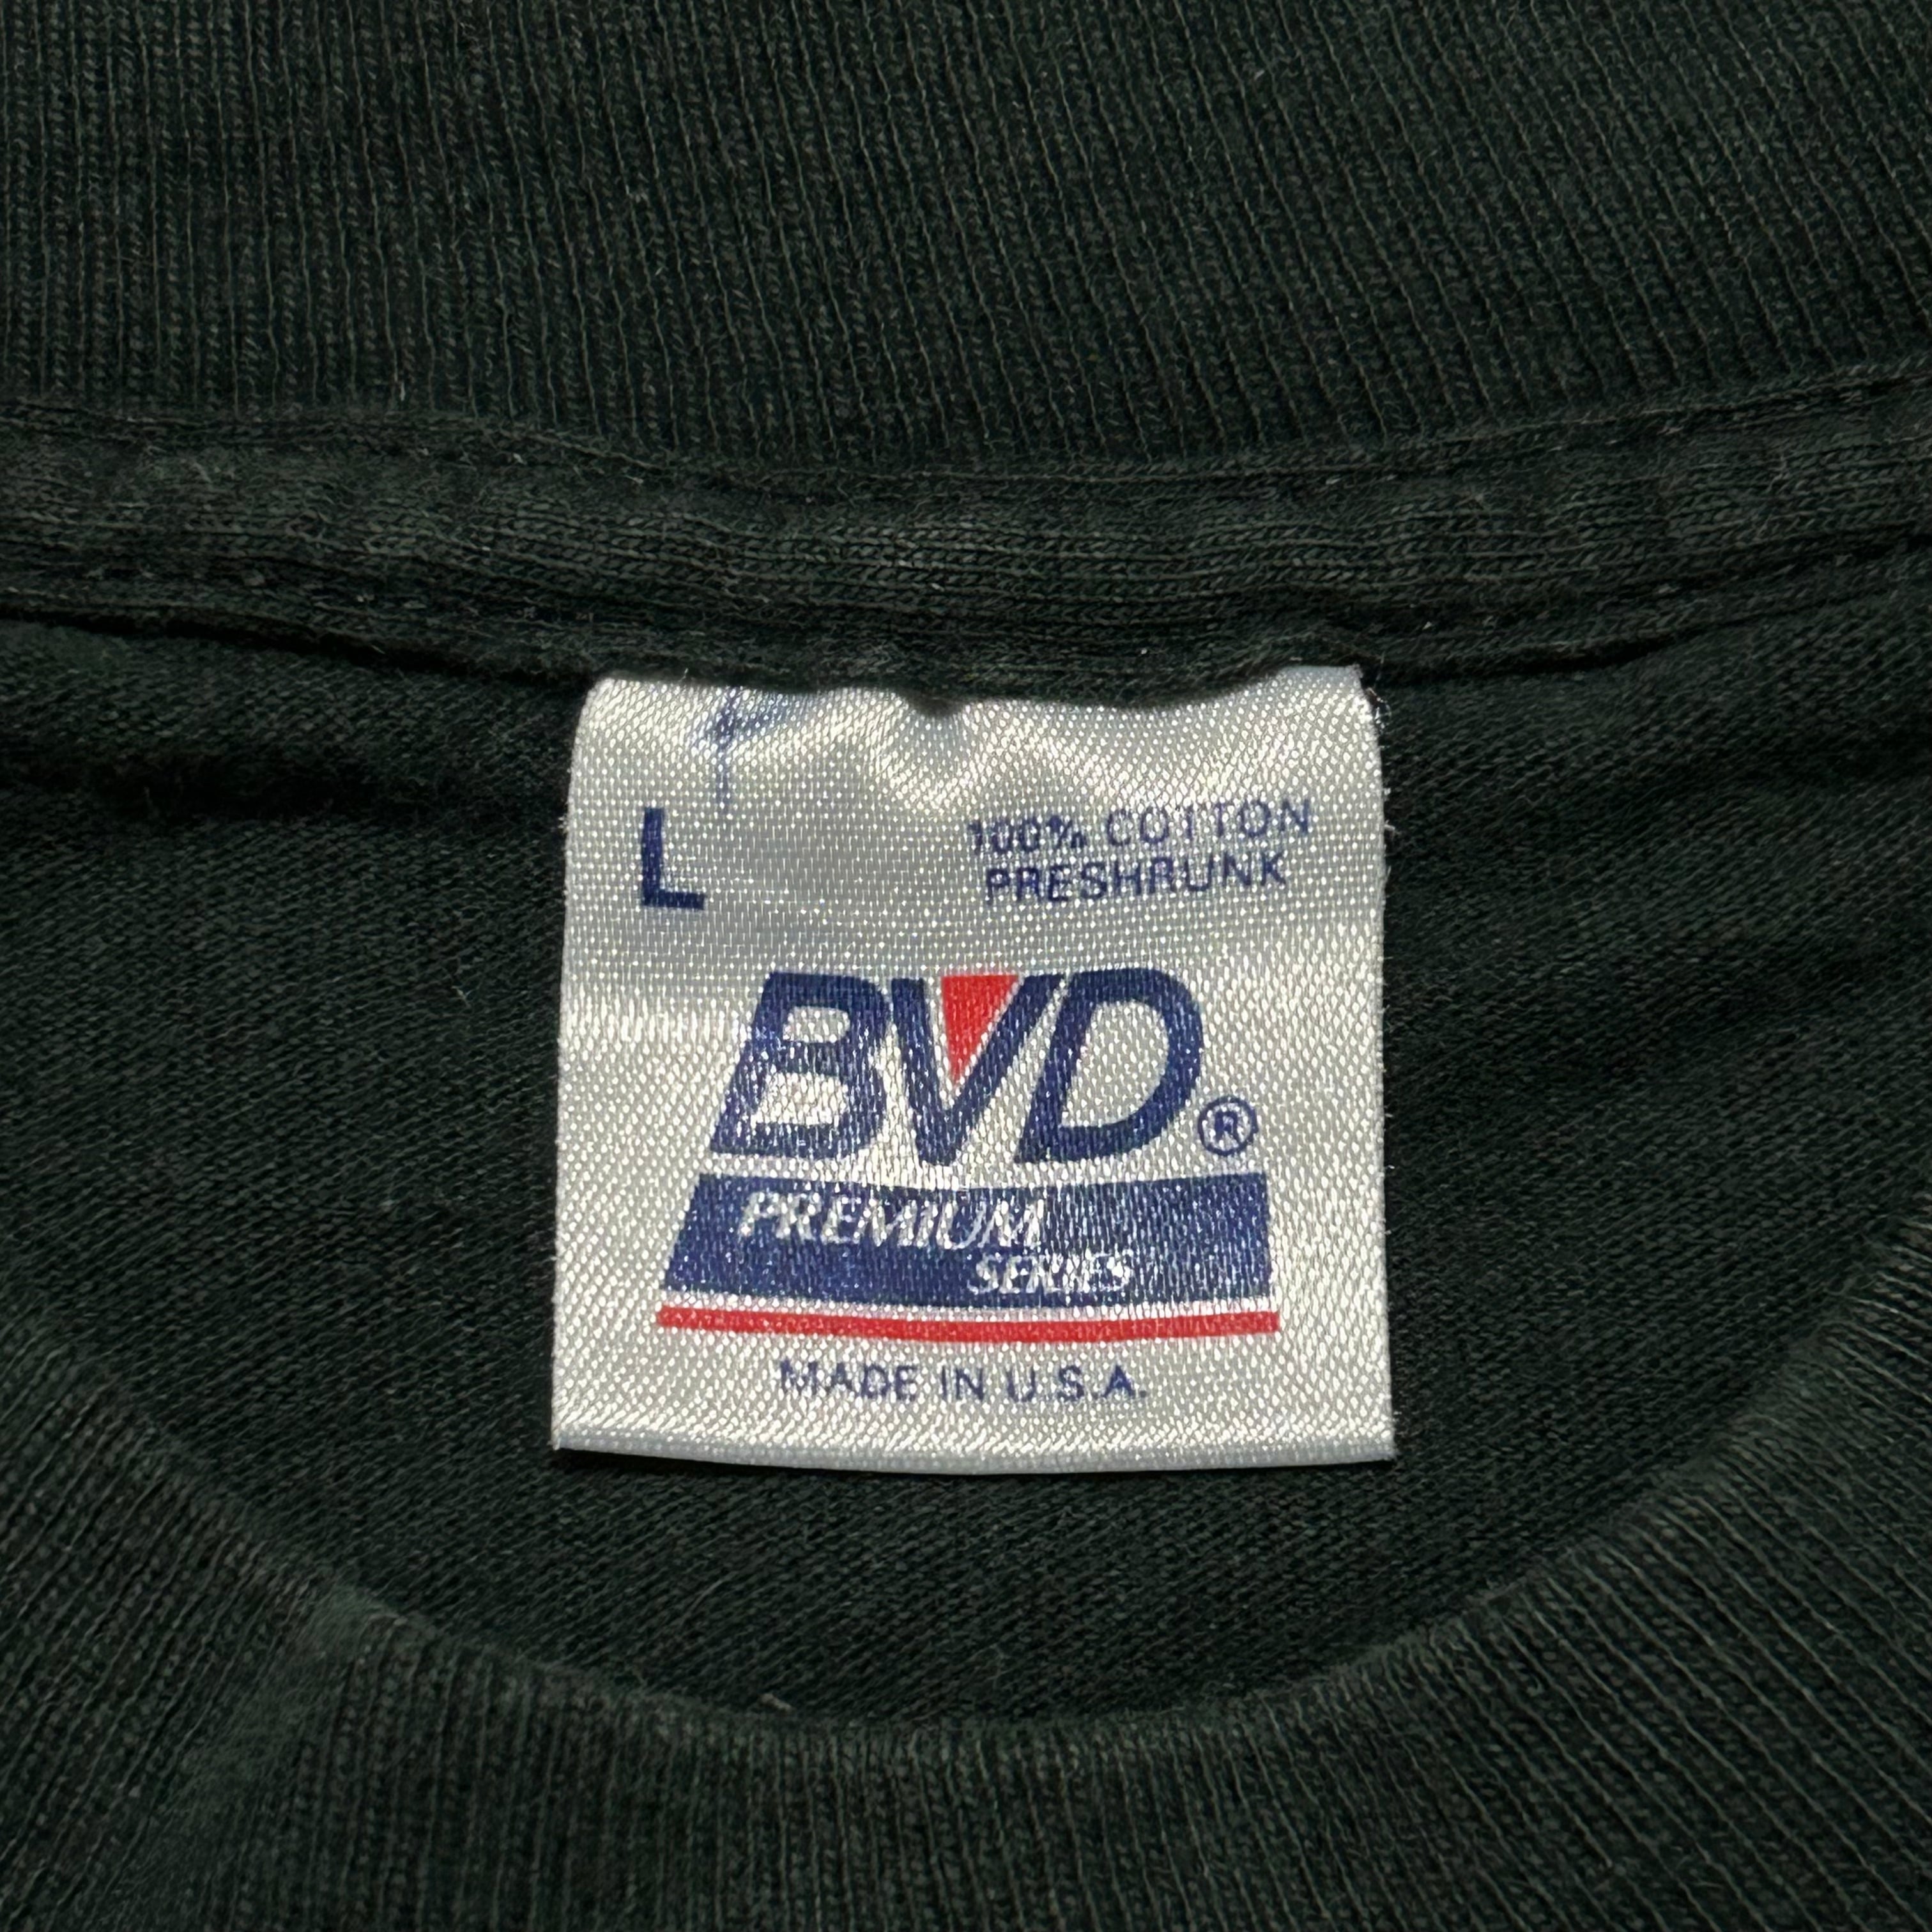 L
100% COTTON
PRESHRUNK
BVD®
PREMIUM
SERIES
MADE IN U.S.A.